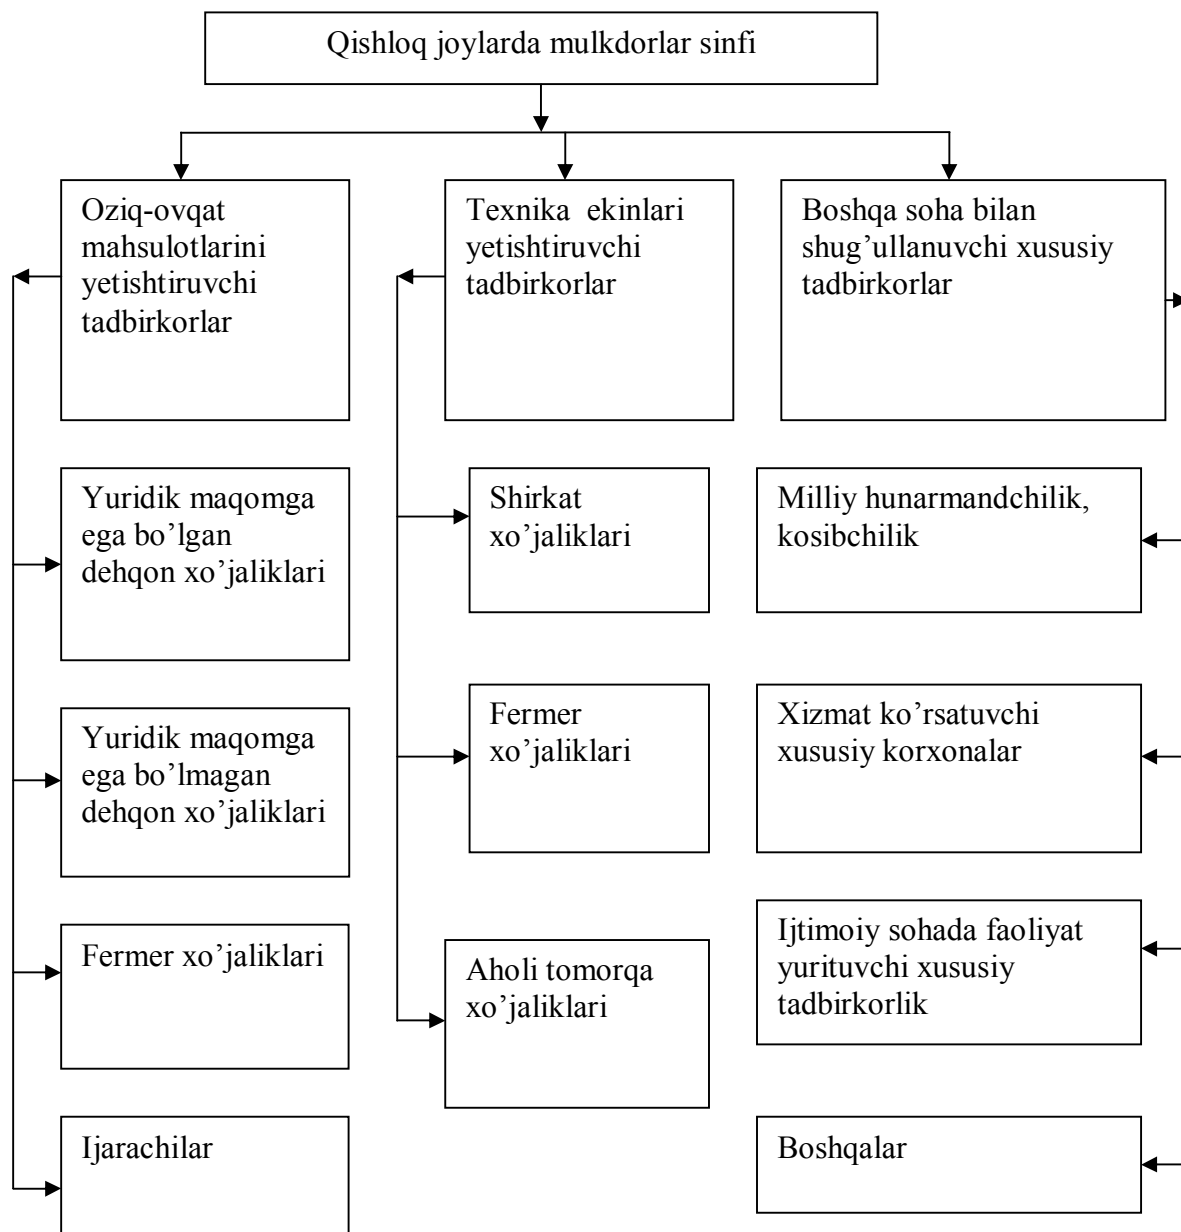 Qishloq joylarda mulkdorlar sinfi
Oziq-ovqat
mahsulotlarini
yetishtiruvchi
tadbirkorlar
Texnika ekinlari
yetishtiruvchi
tadbirkorlar
Boshqa soha bilan
shug’ullanuvchi xususiy
tadbirkorlar
Yuridik maqomga
ega bo’lgan
dehqon xo’jaliklari
Shirkat
xo’jaliklari
Milliy hunarmandchilik,
kosibchilik
Yuridik maqomga
ega bo’lmagan
dehqon xo’jaliklari
Fermer
xo’jaliklari
Xizmat ko’rsatuvchi
xususiy korxonalar
Fermer xo’jaliklari
Aholi tomorqa
xo’jaliklari
Ijtimoiy sohada faoliyat
yurituvchi xususiy
tadbirkorlik
Ijarachilar
Boshqalar